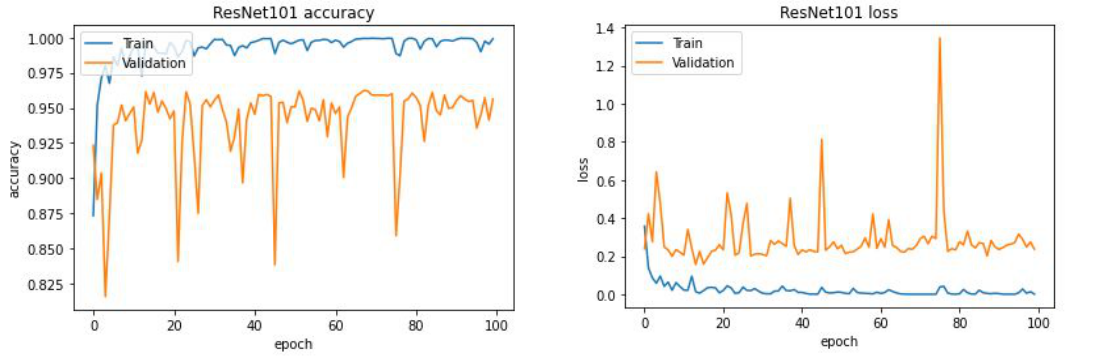 ResNet101 accuracy
1.000
0.975
0.950
0.925
0.900
0.875
0.850
0.825
accuracy
Train
Validation
0
20
40
60
80
100
epoch
ResNet101 loss
1.4
1.2
1.0
0.8
0.6
0.4
0.2
0.0
loss
Train
Validation
0
20
40
60
80
100
epoch